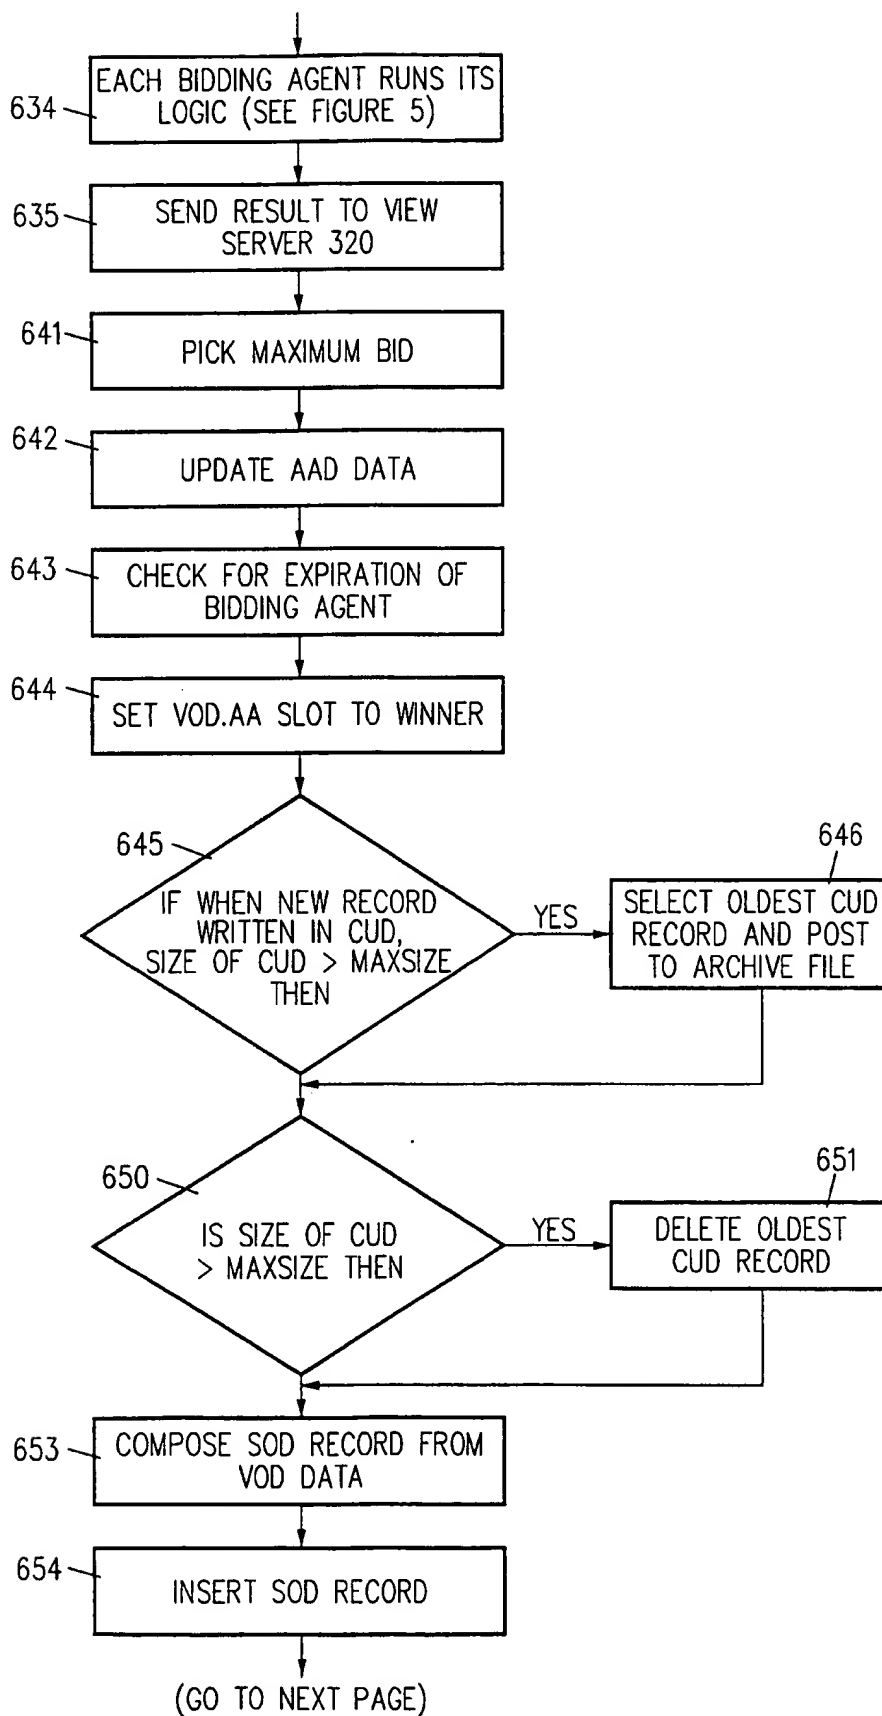 634
EACH BIDDING AGENT RUNS ITS
LOGIC (SEE FIGURE 5)
635
SEND RESULT TO VIEW
SERVER 320
641
PICK MAXIMUM BID
642
UPDATE AAD DATA
643
CHECK FOR EXPIRATION OF
BIDDING AGENT
644
SET VOD.AA SLOT TO WINNER
645
IF WHEN NEW RECORD
WRITTEN IN CUD,
SIZE OF CUD > MAXSIZE
THEN
YES
646
SELECT OLDEST CUD
RECORD AND POST
TO ARCHIVE FILE
650
IS SIZE OF CUD
> MAXSIZE THEN
YES
651
DELETE OLDEST
CUD RECORD
653
COMPOSE SOD RECORD FROM
VOD DATA
654
INSERT SOD RECORD
(GO TO NEXT PAGE)